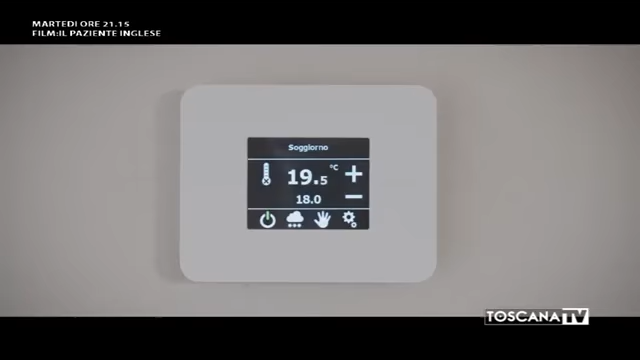 MARTEDI ORE 21.15
FILM:IL PAZIENTE INGLESE
Soggiorno
19.5 °C
18.0
TOSCANA TV